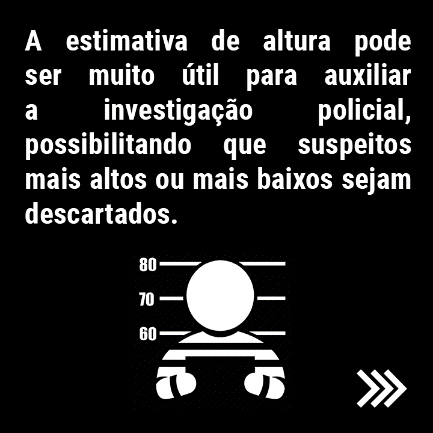 A estimativa de altura pode
ser muito útil para auxiliar
a investigação policial,
possibilitando que suspeitos
mais altos ou mais baixos sejam
descartados.
80
70
60